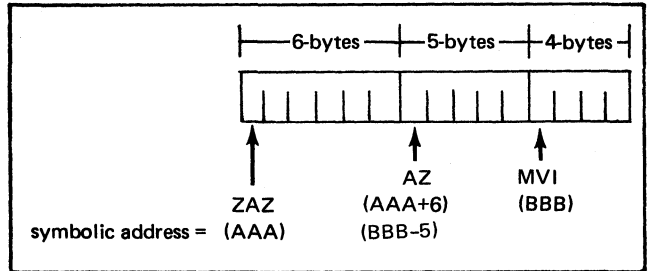 6-bytes 5-bytes 4-bytes
AZ MVI
ZAZ (AAA+6) (BBB)
symbolic address = (AAA) (BBB-5)